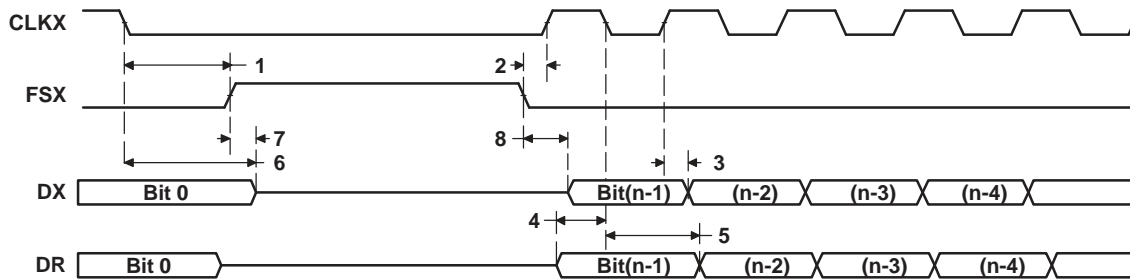 CLKX
1
2
FSX
7
8
6
3
DX
Bit 0
Bit(n-1)
(n-2)
(n-3)
(n-4)
4
5
DR
Bit 0
Bit(n-1)
(n-2)
(n-3)
(n-4)